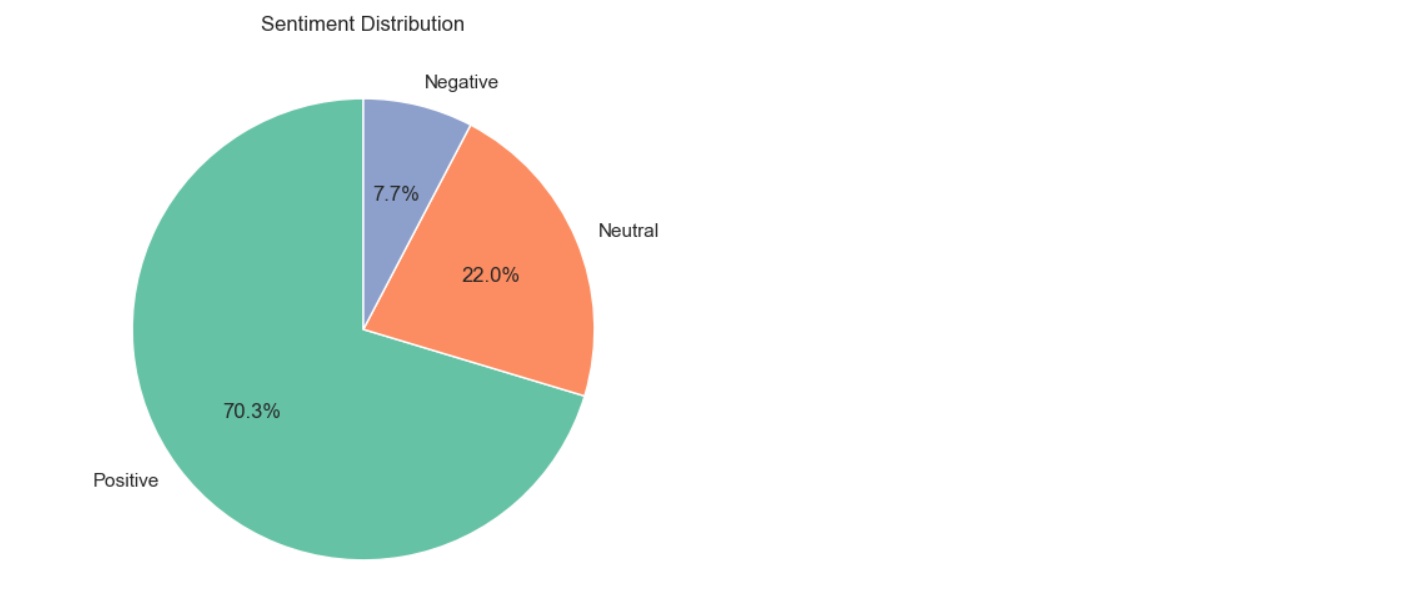 Sentiment Distribution
Negative
7.7%
Neutral
22.0%
70.3%
Positive